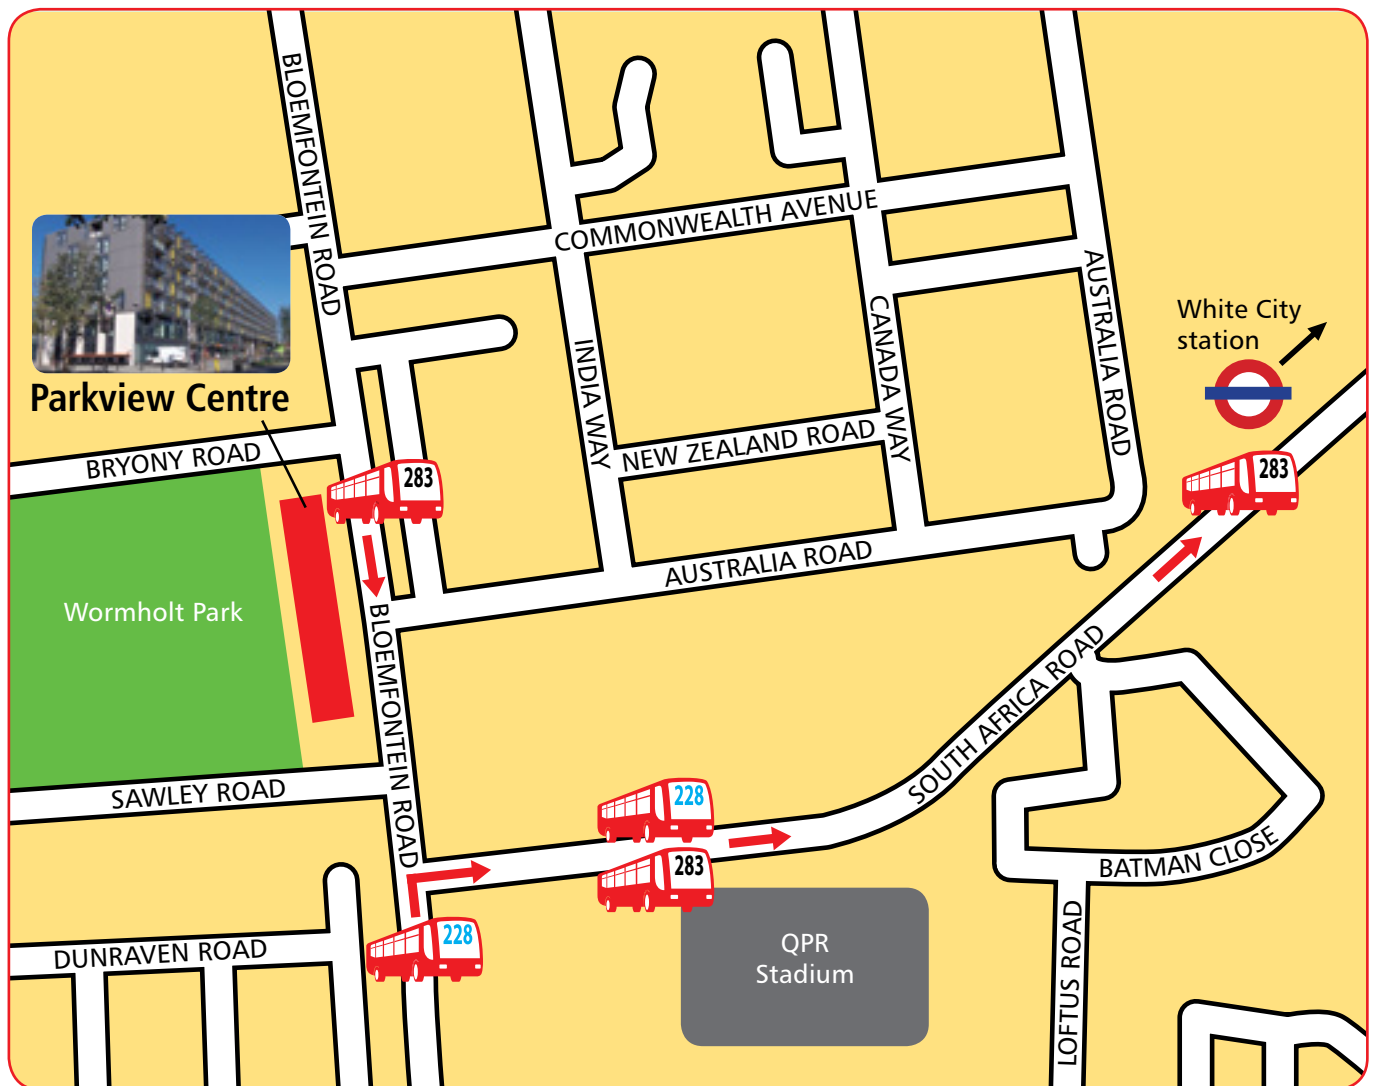 BLOEMFONTEIN ROAD
COMMONWEALTH AVENUE
Parkview Centre
BRYONY ROAD
INDIA WAY
CANADA WAY
AUSTRALIA ROAD
White City
station
NEW ZEALAND ROAD
283
283
AUSTRALIA ROAD
Wormholt Park
BLOEMFONTEIN ROAD
SOUTH AFRICA ROAD
SAWLEY ROAD
228
283
BATMAN CLOSE
228
DUNRAVEN ROAD
QPR
Stadium
LOFTUS ROAD